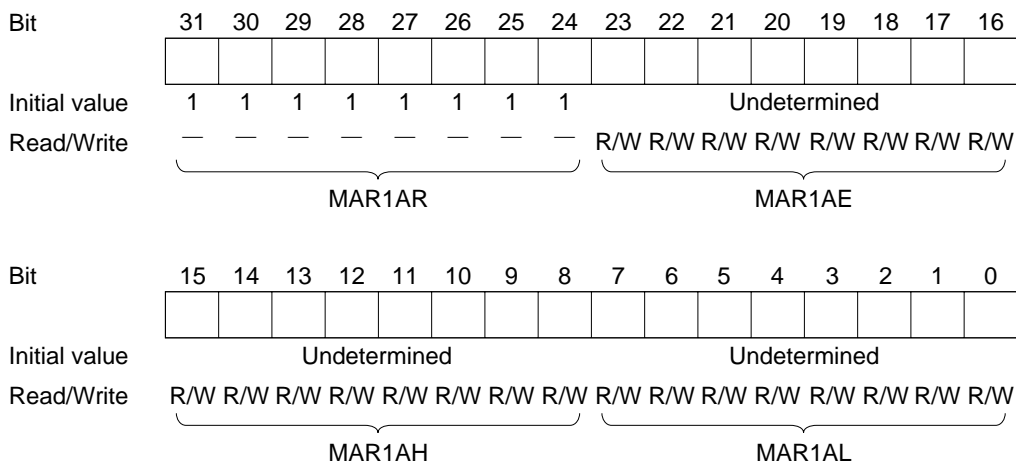 Bit 31 30 29 28 27 26 25 24 23 22 21 20 19 18 17 16
Initial value 1 1 1 1 1 1 1 1 Undetermined
Read/Write — — — — — — — — R/W R/W R/W R/W R/W R/W R/W R/W
MAR1AR MAR1AE
Bit 15 14 13 12 11 10 9 8 7 6 5 4 3 2 1 0
Initial value Undetermined Undetermined
Read/Write R/W R/W R/W R/W R/W R/W R/W R/W R/W R/W R/W R/W R/W R/W R/W R/W
MAR1AH MAR1AL